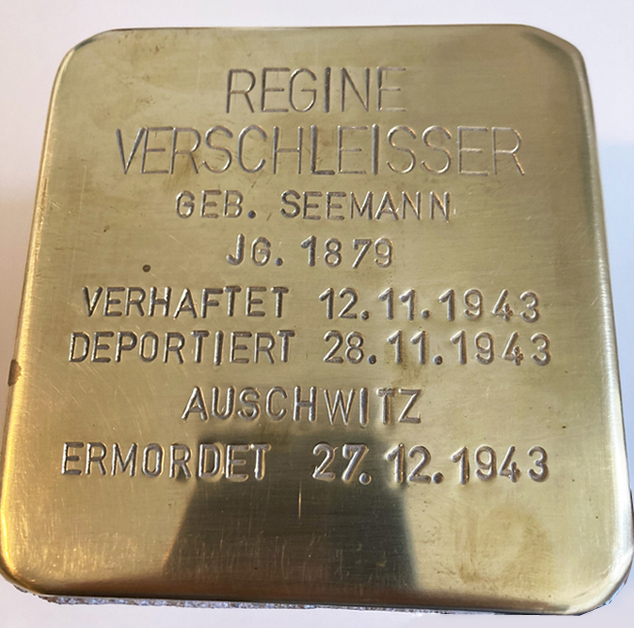 REGINE
VERSCHLEISSER
GEB. SEEMANN
JG. 1879
VERHAFTET 12.11.1943
DEPORTIERT 28.11.1943
AUSCHWITZ
ERMORDET 27.12.1943